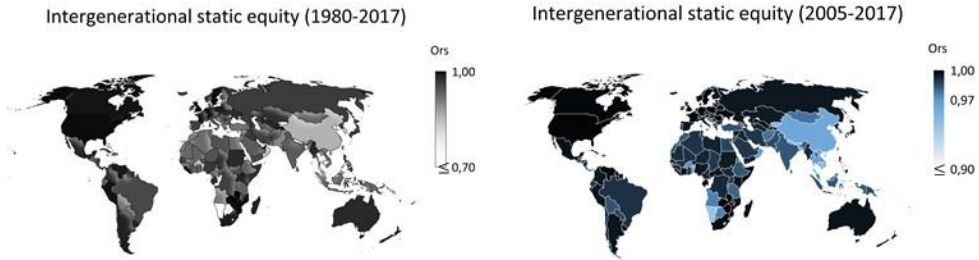 Intergenerational static equity (1980-2017)
Ors
1,00
≤ 0,70
Intergenerational static equity (2005-2017)
Ors
1.00
0,97
≤ 0,90